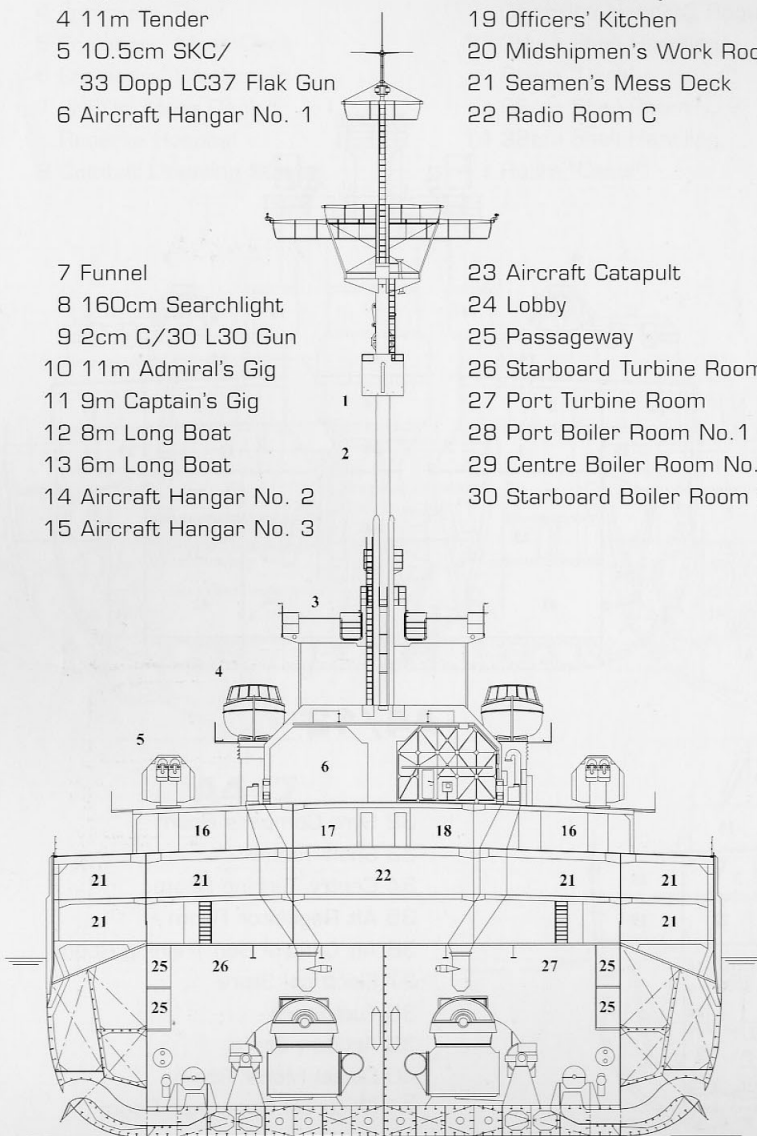 4 11m Tender
5 10.5cm SKC/
33 Dopp LC37 Flak Gun
6 Aircraft Hangar No. 1
7 Funnel
8 160cm Searchlight
9 2cm C/30 L30 Gun
10 11m Admiral's Gig
11 9m Captain's Gig
12 8m Long Boat
13 6m Long Boat
14 Aircraft Hangar No. 2
15 Aircraft Hangar No. 3
19 Officers' Kitchen
20 Midshipmen's Work Roo
21 Seamen's Mess Deck
22 Radio Room C
23 Aircraft Catapult
24 Lobby
25 Passageway
26 Starboard Turbine Room
27 Port Turbine Room
28 Port Boiler Room No.1
29 Centre Boiler Room No.
30 Starboard Boiler Room
1
2
3
4
5
6
16 17 18 16
21 21 22 21 21
21 21
25 26 27 25
25 25